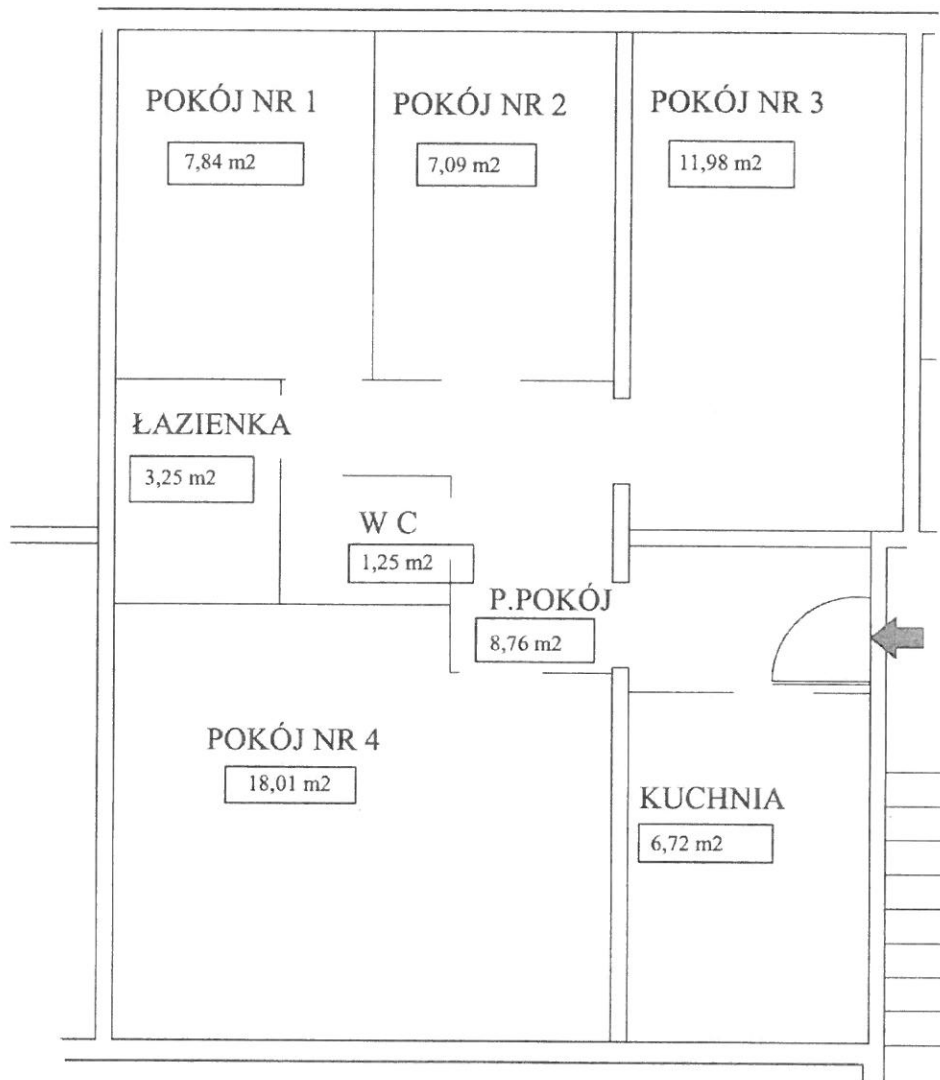 POKÓJ NR 1
7,84 m2
POKÓJ NR 2
7,09 m2
POKÓJ NR 3
11,98 m2
ŁAZIENKA
3,25 m2
W C
1,25 m2
P.POKÓJ
8,76 m2
POKÓJ NR 4
18,01 m2
KUCHNIA
6,72 m2